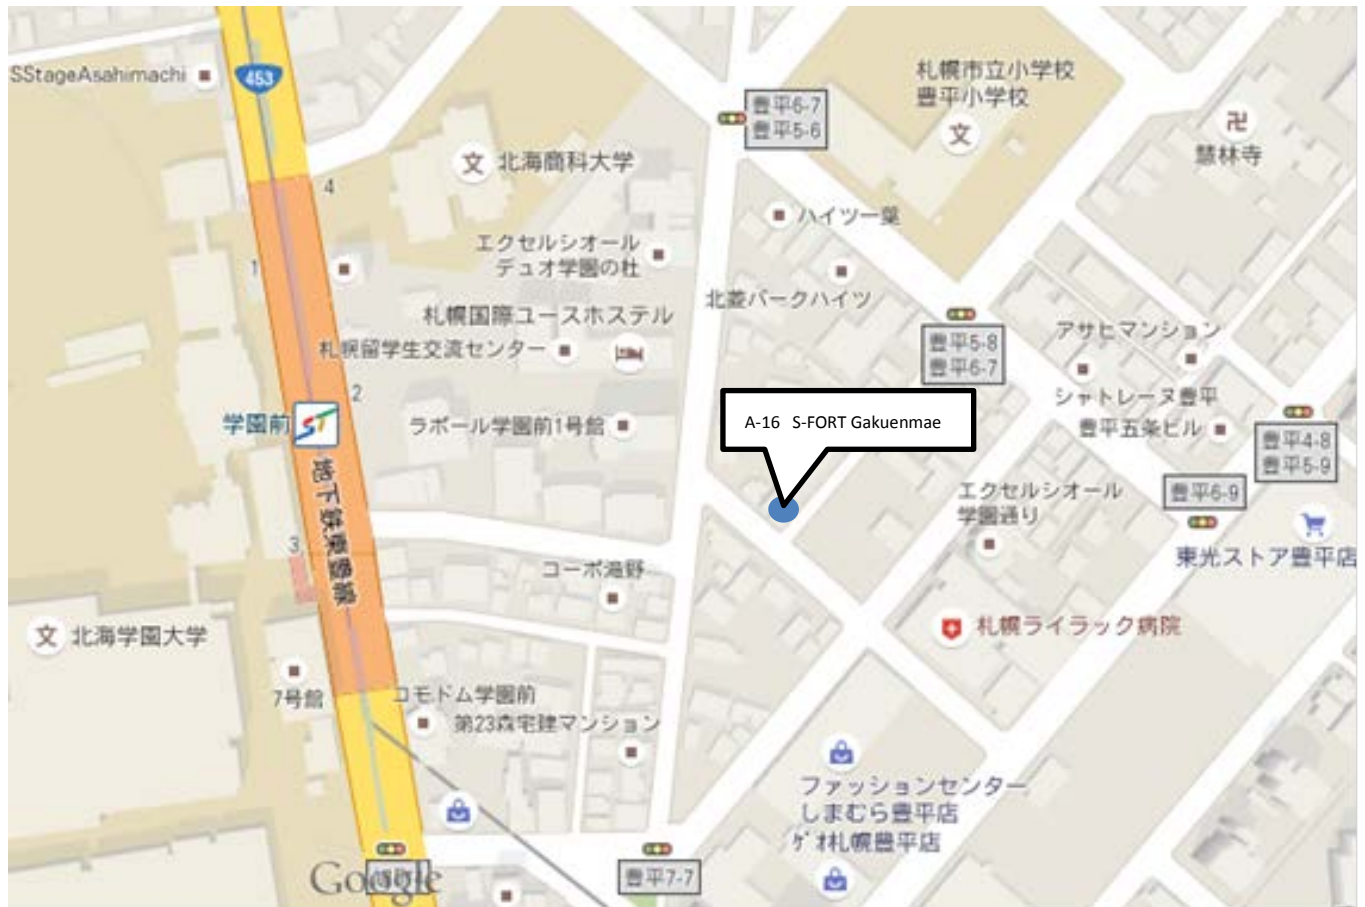 SStageAsahimachi
453
豊平6-7
豊平5-6
札幌市立小学校
豊平小学校
慧林寺
4
北海商科大学
ハイツ一葉
エクセルシオール
デュオ学園の杜
1
北菱パークハイツ
札幌国際ユースホステル
札幌留学生交流センター
豊平5-8
豊平6-7
アサヒマンション
シャトレーヌ豊平
2
学園前
ST
ラポール学園前1号館
A-16 S-FORT Gakuenmae
豊平五条ビル
豊平4-8
豊平5-9
豊平6-9
エクセルシオール
学園通り
地下鉄東豊線
3
東光ストア豊平店
コーポ滝野
北海学園大学
札幌ライラック病院
7号館
コモドム学園前
第23森宅建マンション
ファッションセンター
しまむら豊平店
ゲオ札幌豊平店
Google
豊平7-7